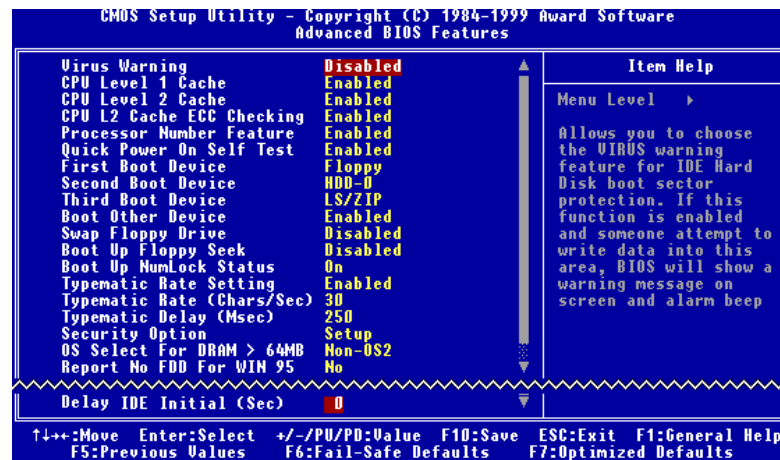 CMOS Setup Utility - Copyright (C) 1984-1999 Award Software
Advanced BIOS Features
Virus Warning Disabled
CPU Level 1 Cache Enabled
CPU Level 2 Cache Enabled
CPU L2 Cache ECC Checking Enabled
Processor Number Feature Enabled
Quick Power On Self Test Enabled
First Boot Device Floppy
Second Boot Device HDD-0
Third Boot Device LS/ZIP
Boot Other Device Enabled
Swap Floppy Drive Disabled
Boot Up Floppy Seek Disabled
Boot Up NumLock Status On
Typematic Rate Setting Enabled
Typematic Rate (Chars/Sec) 30
Typematic Delay (Msec) 250
Security Option Setup
OS Select For DRAM > 64MB Non-OS2
Report No FDD For WIN 95 No
Delay IDE Initial (Sec) 0
Item Help
Menu Level ▸
Allows you to choose
the VIRUS warning
feature for IDE Hard
Disk boot sector
protection. If this
function is enabled
and someone attempt to
write data into this
area, BIOS will show a
warning message on
screen and alarm beep
↑↓→←:Move Enter:Select +/-/PU/PD:Value F10:Save ESC:Exit F1:General Help
F5:Previous Values F6:Fail-Safe Defaults F7:Optimized Defaults